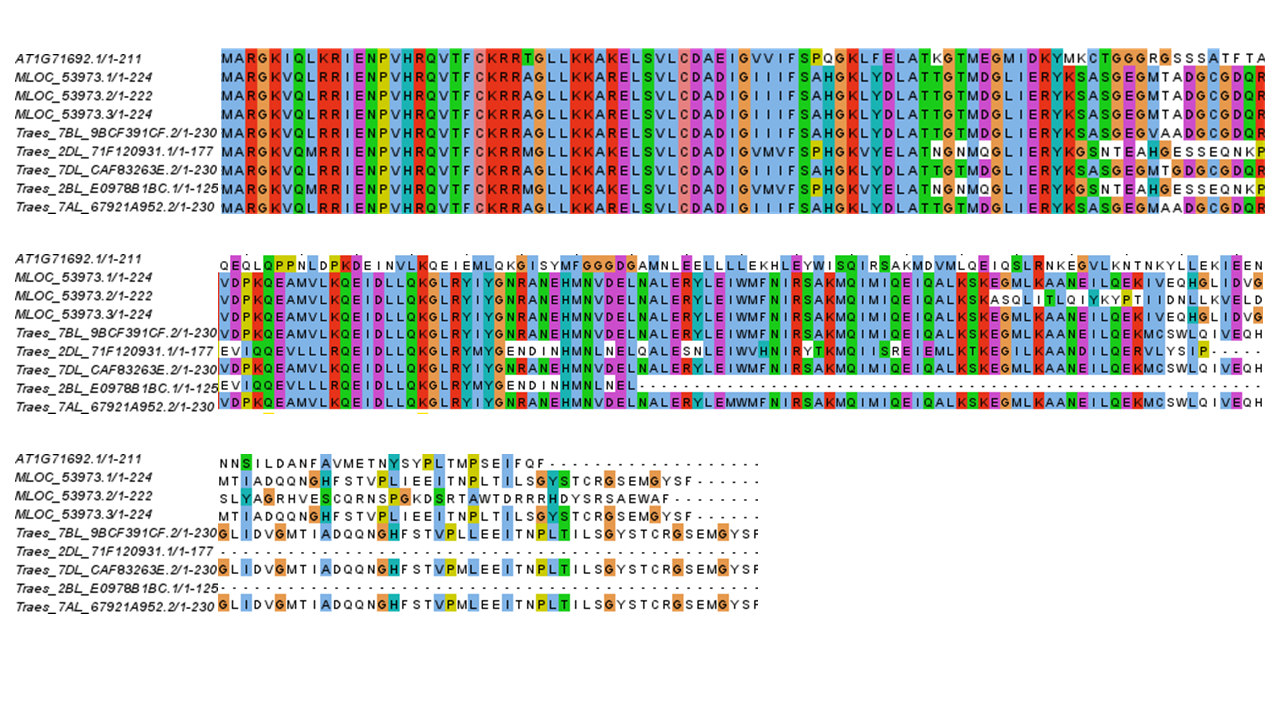 AT1G71692.1/1-211 MARGKIQLKRIENPVHRQVTFCKRRTGLLKKAKELSVLCDAEIGVVIFSPQGKLFELATKGTMEGMIDKYMKCTGGGRGSSSATFTA
MLOC_53973.1/1-224 MARGKVQLRRIENPVHRQVTFCKRRAGLLKKARELSVLCDADIGIIIFSAHGKLYDLATTGTMDGLIERYKSASGEGMTADGCGDQR
MLOC_53973.2/1-222 MARGKVQLRRIENPVHRQVTFCKRRAGLLKKARELSVLCDADIGIIIFSAHGKLYDLATTGTMDGLIERYKSASGEGMTADGCGDQR
MLOC_53973.3/1-224 MARGKVQLRRIENPVHRQVTFCKRRAGLLKKARELSVLCDADIGIIIFSAHGKLYDLATTGTMDGLIERYKSASGEGMTADGCGDQR
Traes_7BL_9BCF391CF.2/1-230 MARGKVQMRRIENPVHRQVTFCKRRAGLLKKARELSVLCDADIGIIIFSAHGKLYDLATTGTMDGLIERYKSASGEGVAADGCGDQR
Traes_2DL_71F120931.1/1-177 MARGKVQMRRIENPVHRQVTFCKRRMGLLKKARELSVLCDADIGVMVFSPHGKVYELATNGNMQGLIERYKGSNTEAHGESSEQNKP
Traes_7DL_CAF83263E.2/1-230 MARGKVQLRRIENPVHRQVTFCKRRAGLLKKARELSVLCDADIGIIIFSAHGKLYDLATTGTMDGLIERYKSASGEGMTGDGCGDQR
Traes_2BL_E0978B1BC.1/1-125 MARGKVQMRRIENPVHRQVTFCKRRMGLLKKARELSVLCDADIGVMVFSPHGKVYELATNGNMQGLIERYKGSNTEAHGESSEQNKP
Traes_7AL_67921A952.2/1-230 MARGKVQLRRIENPVHRQVTFCKRRAGLLKKARELSVLCDADIGIIIFSAHGKLYDLATTGTMDGLIERYKSASGEGMAADGCGDQR
AT1G71692.1/1-211 QEQLQPPNLDPKDEINVLKQEIEMLQKGISYMFGGGDGAMNLEELLLLEKHLEYWISQIRSAKMDVMLQEIQSLRNKEGVLKNTNKYLLEKIEEN
MLOC_53973.1/1-224 VDPKQEAMVLKQEIDLLQKGLRYIYGNRANEHMNVDELNALERYLEIWMFNIRSAKMQIMIQEIQALKSKEGMLKAANEILQEKIVEQHGLIDVG
MLOC_53973.2/1-222 VDPKQEAMVLKQEIDLLQKGLRYIYGNRANEHMNVDELNALERYLEIWMFNIRSAKMQIMIQEIQALKSKASQLITLQIYKYPTIIDNLLKVELD
MLOC_53973.3/1-224 VDPKQEAMVLKQEIDLLQKGLRYIYGNRANEHMNVDELNALERYLEIWMFNIRSAKMQIMIQEIQALKSKEGMLKAANEILQEKIVEQHGLIDVG
Traes_7BL_9BCF391CF.2/1-230 VDPKQEAMVLKQEIDLLQKGLRYIYGNRANEHMNVDELNALERYLEIWMFNIRSAKMQIMIQEIQALKSKEGMLKAANEILQEKMCSWLQIVEQH
Traes_2DL_71F120931.1/1-177 EVIQQEVLLLRQEIDLLQKGLRYMYGENDINHMNLNELQALESNLEIWVHNIRYTKMQIISREIEMLKTKEGILKAANDILQERVLYSIP-----
Traes_7DL_CAF83263E.2/1-230 VDPKQEAMVLKQEIDLLQKGLRYIYGNRANEHMNVDELNALERYLEIWMFNIRSAKMQIMIQEIQALKSKEGMLKAANEILQEKMCSWLQIVEQH
Traes_2BL_E0978B1BC.1/1-125 EVIQQEVLLLRQEIDLLQKGLRYMYGENDINHMNLNEL---------------------------------------------------------
Traes_7AL_67921A952.2/1-230 VDPKQEAMVLKQEIDLLQKGLRYIYGNRANEHMNVDELNALERYLEMWMFNIRSAKMQIMIQEIQALKSKEGMLKAANEILQEKMCSWLQIVEQH
AT1G71692.1/1-211 NNSILDANFAVMETNYSYPLTMPSEIFQF-------------------
MLOC_53973.1/1-224 MTIADQQNGHFSTVPLIEEITNPLTILSGYSTCRGSEMGYSF------
MLOC_53973.2/1-222 SLYAGRHVESCQRNSPGKDSRTAWTDRRRHDYSRSAEWAF--------
MLOC_53973.3/1-224 MTIADQQNGHFSTVPLIEEITNPLTILSGYSTCRGSEMGYSF------
Traes_7BL_9BCF391CF.2/1-230 GLIDVGMTIADQQNGHFSTVPLLEEITNPLTILSGYSTCRGSEMGYSF
Traes_2DL_71F120931.1/1-177 ------------------------------------------------
Traes_7DL_CAF83263E.2/1-230 GLIDVGMTIADQQNGHFSTVPMLEEITNPLTILSGYSTCRGSEMGYSF
Traes_2BL_E0978B1BC.1/1-125 ------------------------------------------------
Traes_7AL_67921A952.2/1-230 GLIDVGMTIADQQNGHFSTVPMLEEITNPLTILSGYSTCRGSEMGYSF